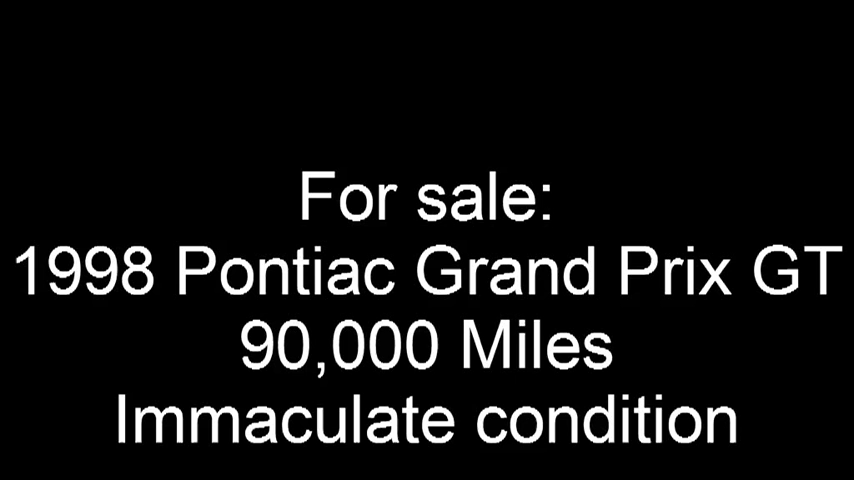 For sale:
1998 Pontiac Grand Prix GT
90,000 Miles
Immaculate condition